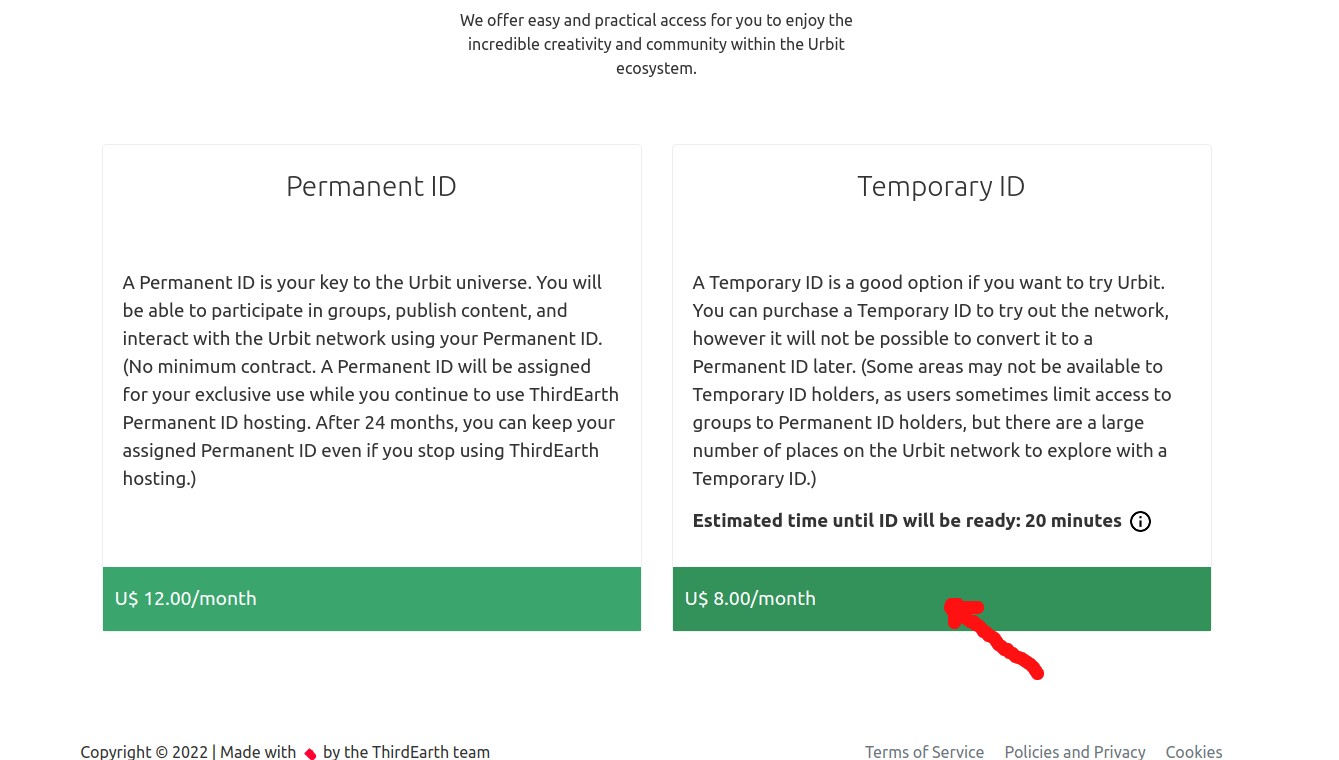 We offer easy and practical access for you to enjoy the
incredible creativity and community within the Urbit
ecosystem.
Permanent ID
A Permanent ID is your key to the Urbit universe. You will
be able to participate in groups, publish content, and
interact with the Urbit network using your Permanent ID.
(No minimum contract. A Permanent ID will be assigned
for your exclusive use while you continue to use ThirdEarth
Permanent ID hosting. After 24 months, you can keep your
assigned Permanent ID even if you stop using ThirdEarth
hosting.)
U$ 12.00/month
Temporary ID
A Temporary ID is a good option if you want to try Urbit.
You can purchase a Temporary ID to try out the network,
however it will not be possible to convert it to a
Permanent ID later. (Some areas may not be available to
Temporary ID holders, as users sometimes limit access to
groups to Permanent ID holders, but there are a large
number of places on the Urbit network to explore with a
Temporary ID.)
Estimated time until ID will be ready: 20 minutes
U$ 8.00/month
Copyright © 2022 | Made with by the ThirdEarth team
Terms of Service Policies and Privacy Cookies